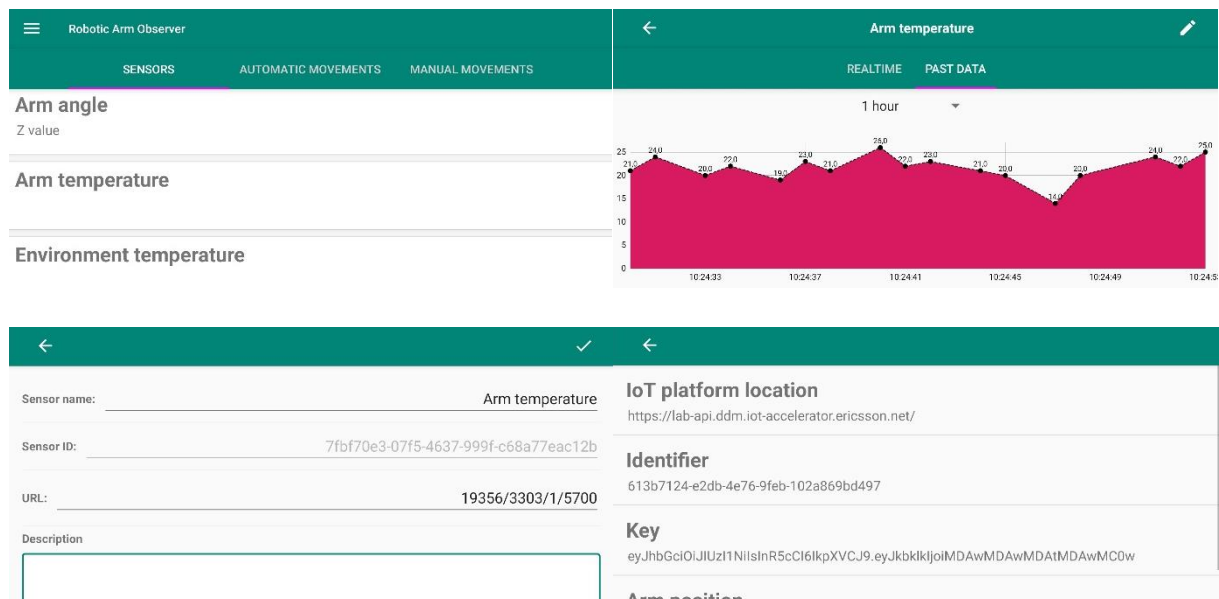 Robotic Arm Observer
SENSORS AUTOMATIC MOVEMENTS MANUAL MOVEMENTS
Arm angle
Z value
Arm temperature
Environment temperature
Arm temperature
REALTIME PAST DATA
1 hour
25
20
15
10
5
0
21,0 24,0 20,0 22,0 19,0 23,0 21,0 26,0 22,0 23,0 21,0 20,0 14,0 20,0 24,0 22,0 25,0
10:24:33 10:24:37 10:24:41 10:24:45 10:24:49
Sensor name: Arm temperature
Sensor ID: 7fbf70e3-07f5-4637-999f-c68a77eac12b
URL: 19356/3303/1/5700
Description
IoT platform location
https://lab-api.ddm.iot-accelerator.ericsson.net/
Identifier
613b7124-e2db-4e76-9feb-102a869bd497
Key
eyJhbGciOiJIUzI1NiIsInR5cCI6IkpXVCJ9.eyJkbklkIjoiMDAwMDAwMDAtMDAwMC0w
Arm position